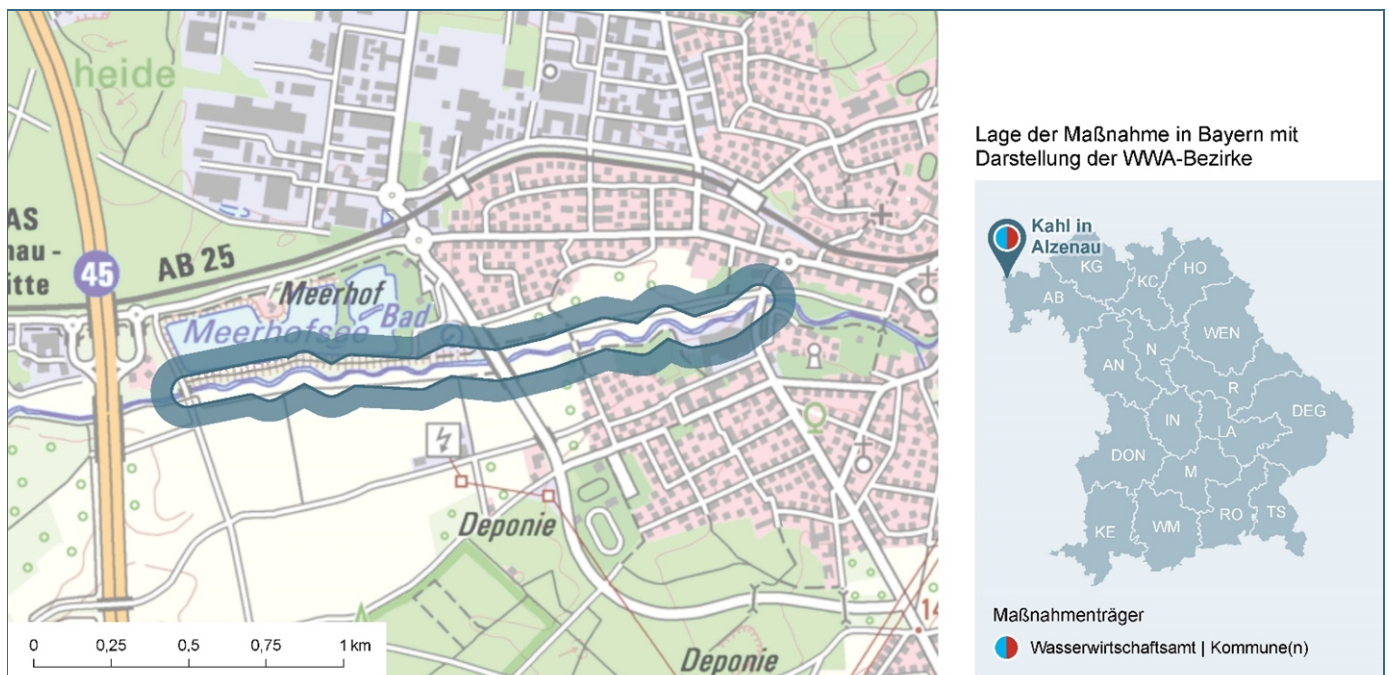 heide
AS
nau -
itte
45
AB 25
Meerhof
Meerhofsee
Bad
Deponie
Deponie
14
0 0,25 0,5 0,75 1 km
Lage der Maßnahme in Bayern mit
Darstellung der WWA-Bezirke
Kahl in
Alzenau
KG
HO
KC
AB
WEN
N
AN
R
DEG
IN
LA
DON
M
TS
RO
WM
KE
Maßnahmenträger
Wasserwirtschaftsamt | Kommune(n)